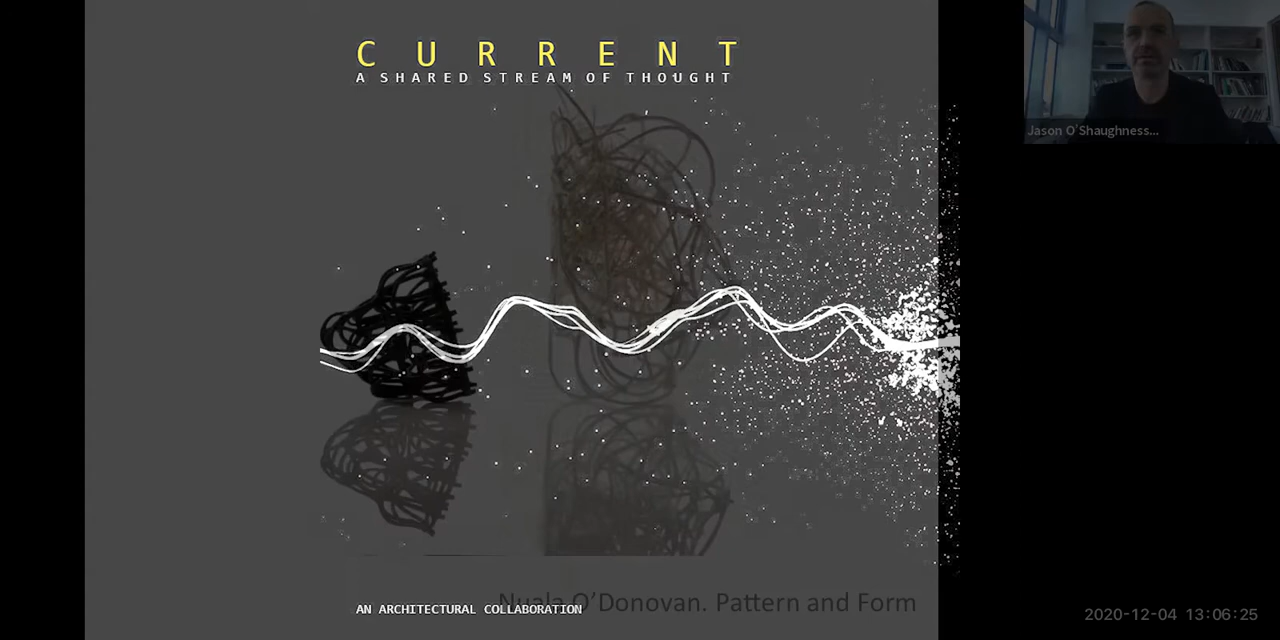 CURRENT
A SHARED STREAM OF THOUGHT
Jason O'Shaughness...
Nuala O'Donovan. Pattern and Form
AN ARCHITECTURAL COLLABORATION
2020-12-04 13:06:25